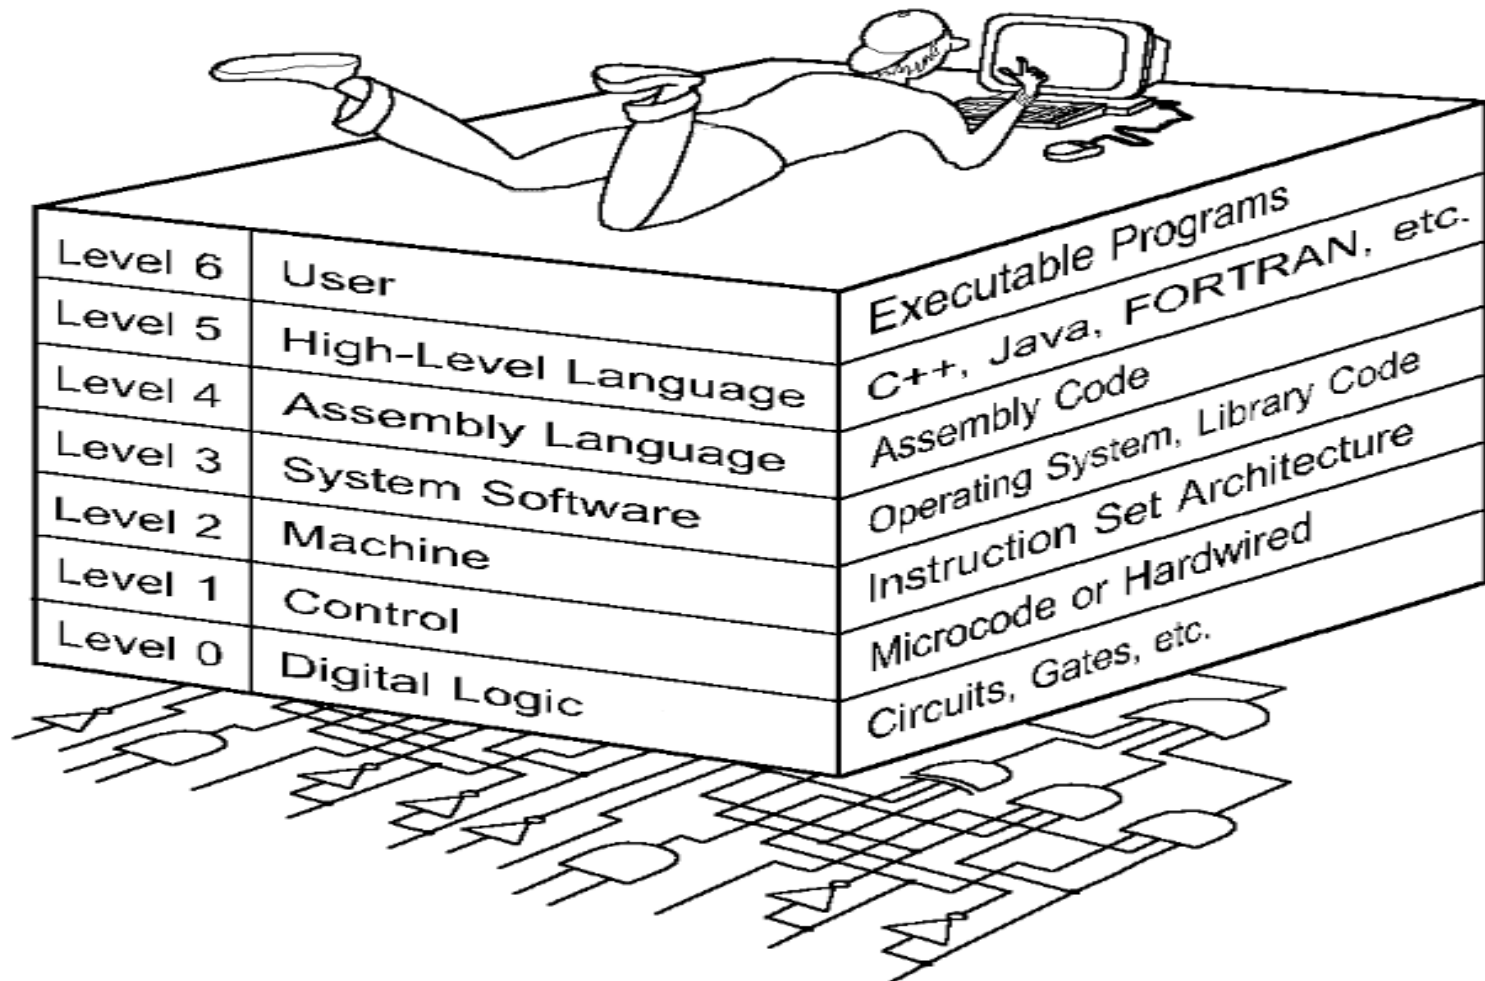 Level 6 User Executable Programs
Level 5 High-Level Language C++, Java, FORTRAN, etc.
Level 4 Assembly Language Assembly Code
Level 3 System Software Operating System, Library Code
Level 2 Machine Instruction Set Architecture
Level 1 Control Microcode or Hardwired
Level 0 Digital Logic Circuits, Gates, etc.